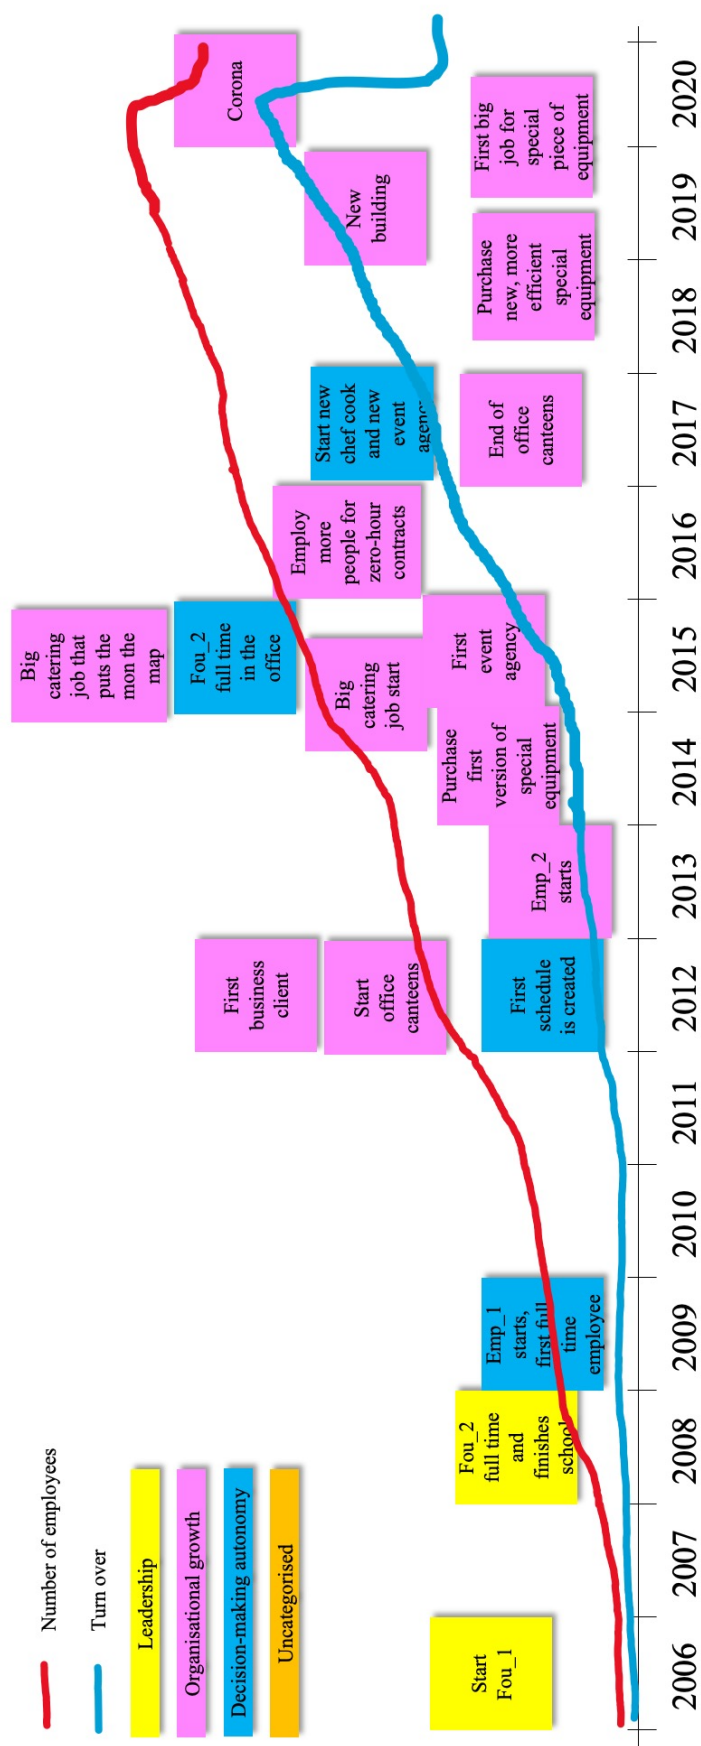 Number of employees
Turn over
Leadership
Organisational growth
Decision-making autonomy
Uncategorised
Start
Fou_1
Fou_2
full time
and
finishes
school
Emp_1
starts,
first full
time
employee
First
business
client
Start
office
canteens
First
schedule
is created
Emp_2
starts
Purchase
first
version of
special
equipment
Big
catering
job that
puts the
mon the
map
Fou_2
full time
in the
office
Big
catering
job start
First
event
agency
Employ
more
people for
zero-hour
contracts
Start new
chef cook
and new
event
agency
End of
office
canteens
Purchase
new, more
efficient
special
equipment
New
building
First big
job for
special
piece of
equipment
Corona
2006 2007 2008 2009 2010 2011 2012 2013 2014 2015 2016 2017 2018 2019 2020